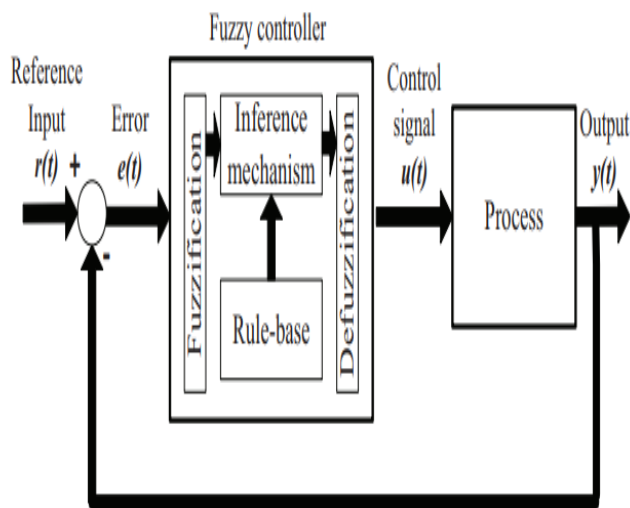 Fuzzy controller
Reference
Input
r(t) +
-
Error
e(t)
Fuzzification
Inference
mechanism
Rule-base
Defuzzification
Control
signal
u(t)
Process
Output
y(t)